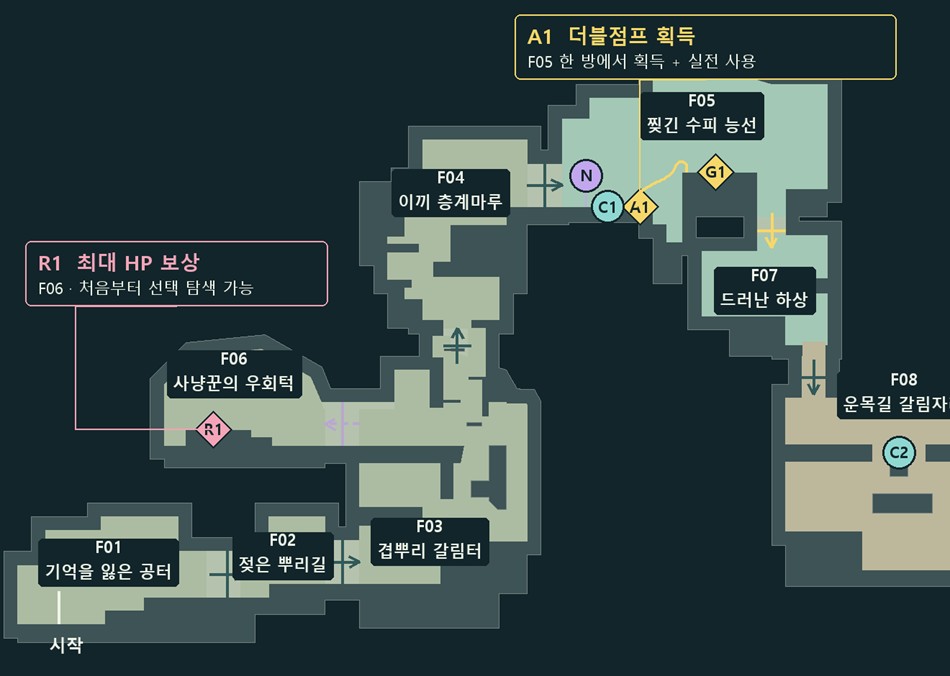 A1 더블점프 획득
F05 한 방에서 획득 + 실전 사용
F05
찢긴 수피 능선
G1
N
C1
A1
F04
이끼 층계마루
R1 최대 HP 보상
F06 · 처음부터 선택 탐색 가능
F07
드러난 하상
F06
사냥꾼의 우회턱
R1
F08
운목길 갈림자
C2
F03
겹뿌리 갈림터
F02
젖은 뿌리길
F01
기억을 잃은 공터
시작